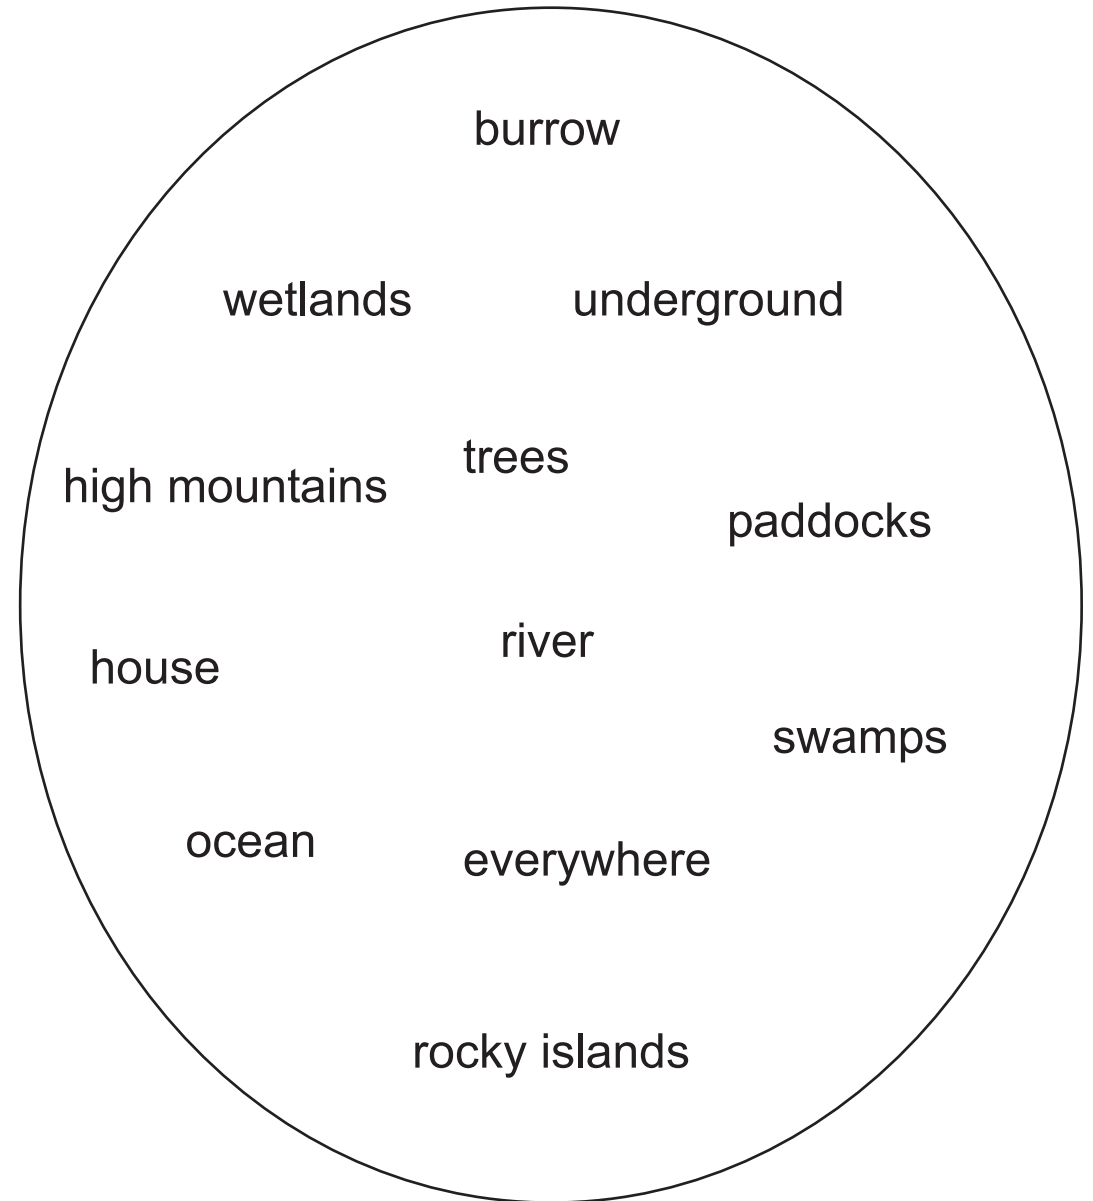 burrow
wetlands
underground
trees
high mountains
paddocks
river
house
swamps
ocean
everywhere
rocky islands